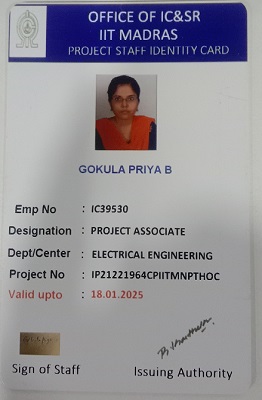 OFFICE OF IC&SR
IIT MADRAS
PROJECT STAFF IDENTITY CARD
GOKULA PRIYA B
Emp No : IC39530
Designation : PROJECT ASSOCIATE
Dept/Center : ELECTRICAL ENGINEERING
Project No : IP21221964CPIITMNPTHOC
Valid upto : 18.01.2025
Sign of Staff
Issuing Authority